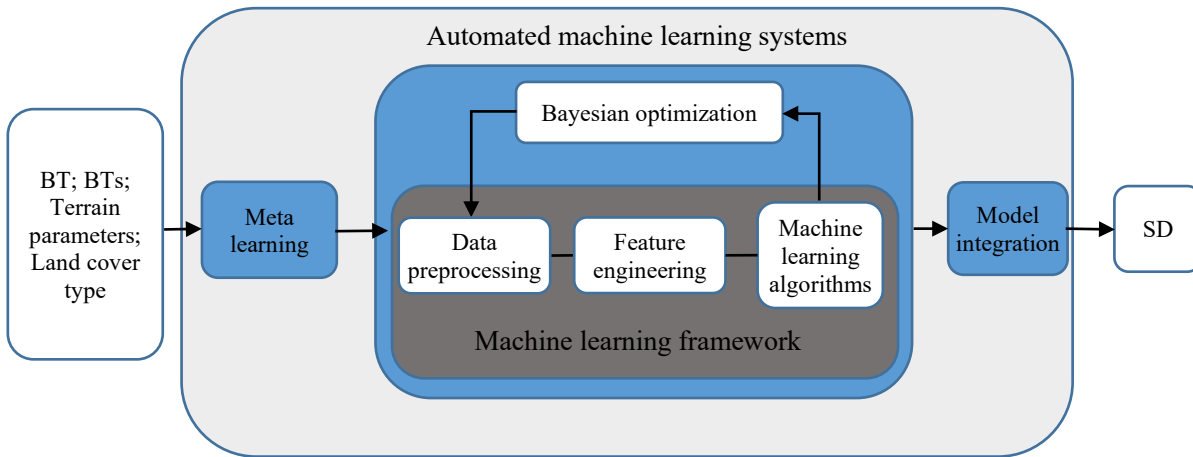 Automated machine learning systems
BT; BTs;
Terrain
parameters;
Land cover
type
Meta
learning
Bayesian optimization
Data
preprocessing
Feature
engineering
Machine
learning
algorithms
Machine learning framework
Model
integration
SD